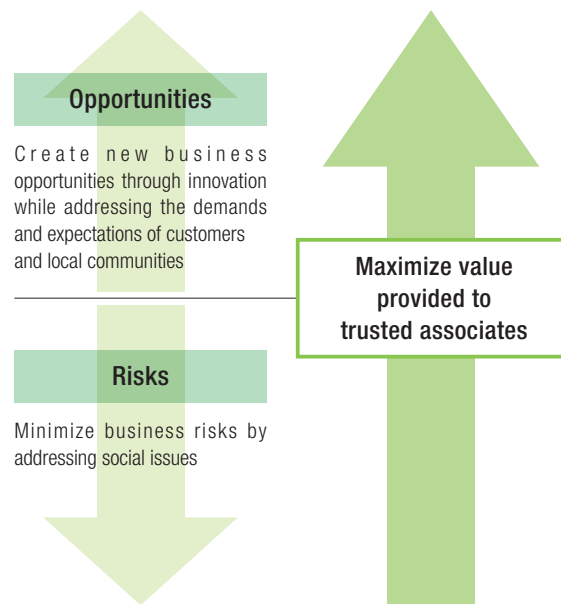 Opportunities
Create new business
opportunities through innovation
while addressing the demands
and expectations of customers
and local communities
Maximize value
provided to
trusted associates
Risks
Minimize business risks by
addressing social issues